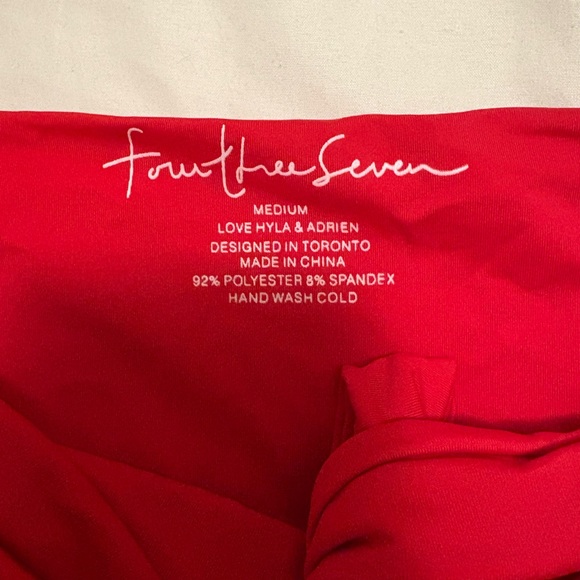 fourthreeseven
MEDIUM
LOVE HYLA & ADRIEN
DESIGNED IN TORONTO
MADE IN CHINA
92% POLYESTER 8% SPANDEX
HAND WASH COLD